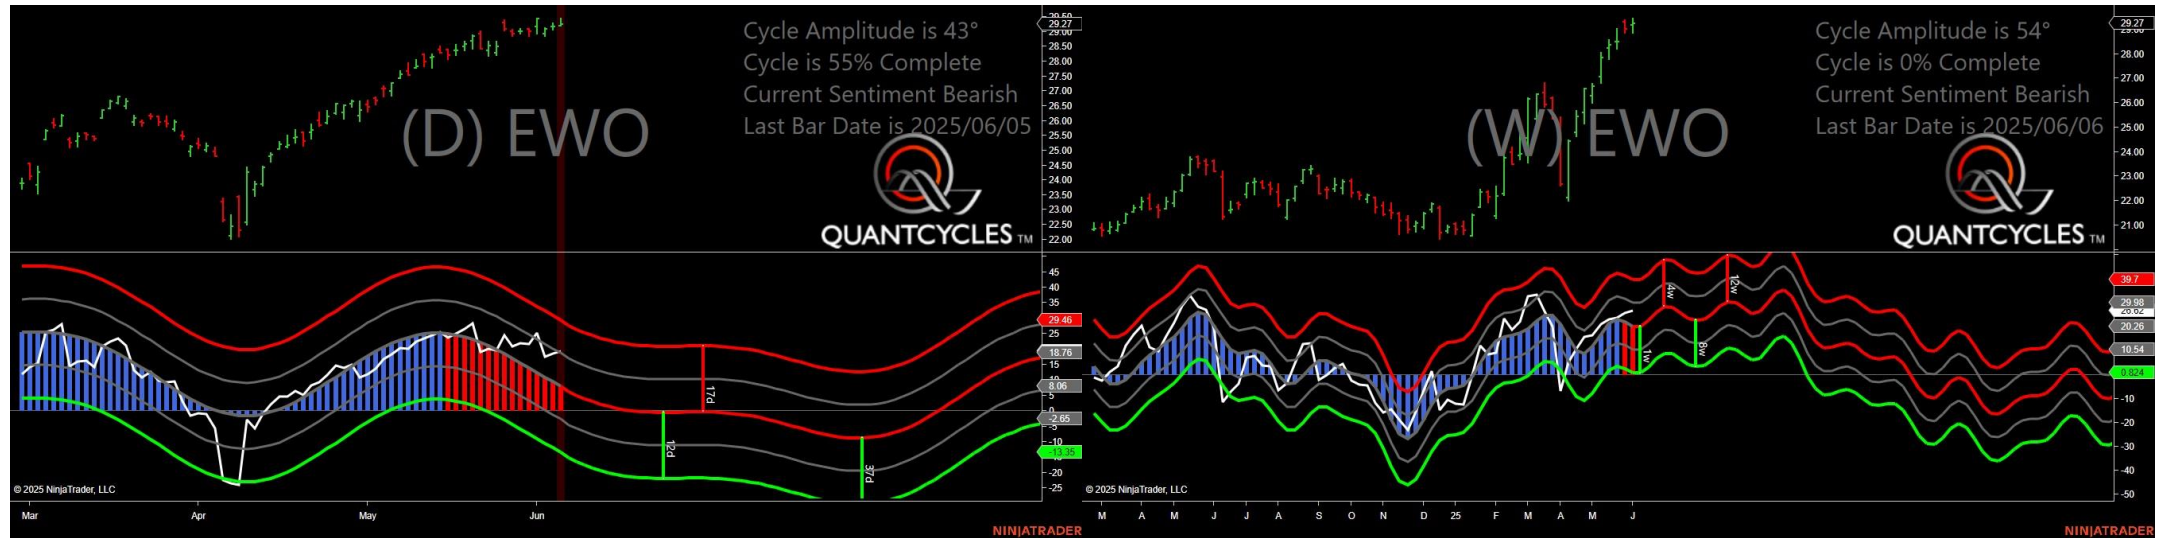 Cycle Amplitude is 43°
Cycle is 55% Complete
Current Sentiment Bearish
Last Bar Date is 2025/06/05
(D) EWO
QUANTCYCLES TM
29.50
29.27
29.00
28.50
28.00
27.50
27.00
26.50
26.00
25.50
25.00
24.50
24.00
23.50
23.00
22.50
22.00
45
40
35
29.46
25
18.76
15
8.06
5
0
-2.65
-5
-10
-13.35
-20
-25
17d
12d
37d
© 2025 NinjaTrader, LLC
Mar Apr May Jun
NINJATRADER
Cycle Amplitude is 54°
Cycle is 0% Complete
Current Sentiment Bearish
Last Bar Date is 2025/06/06
(W) EWO
QUANTCYCLES TM
29.27
29.00
28.00
27.00
26.00
25.00
24.00
23.00
22.00
21.00
39.7
29.98
20.26
10.54
0.824
-10
-20
-30
-40
-50
4w
12w
1w
8w
© 2025 NinjaTrader, LLC
M A M J J A S O N D 25 F M A M J
NINJATRADER